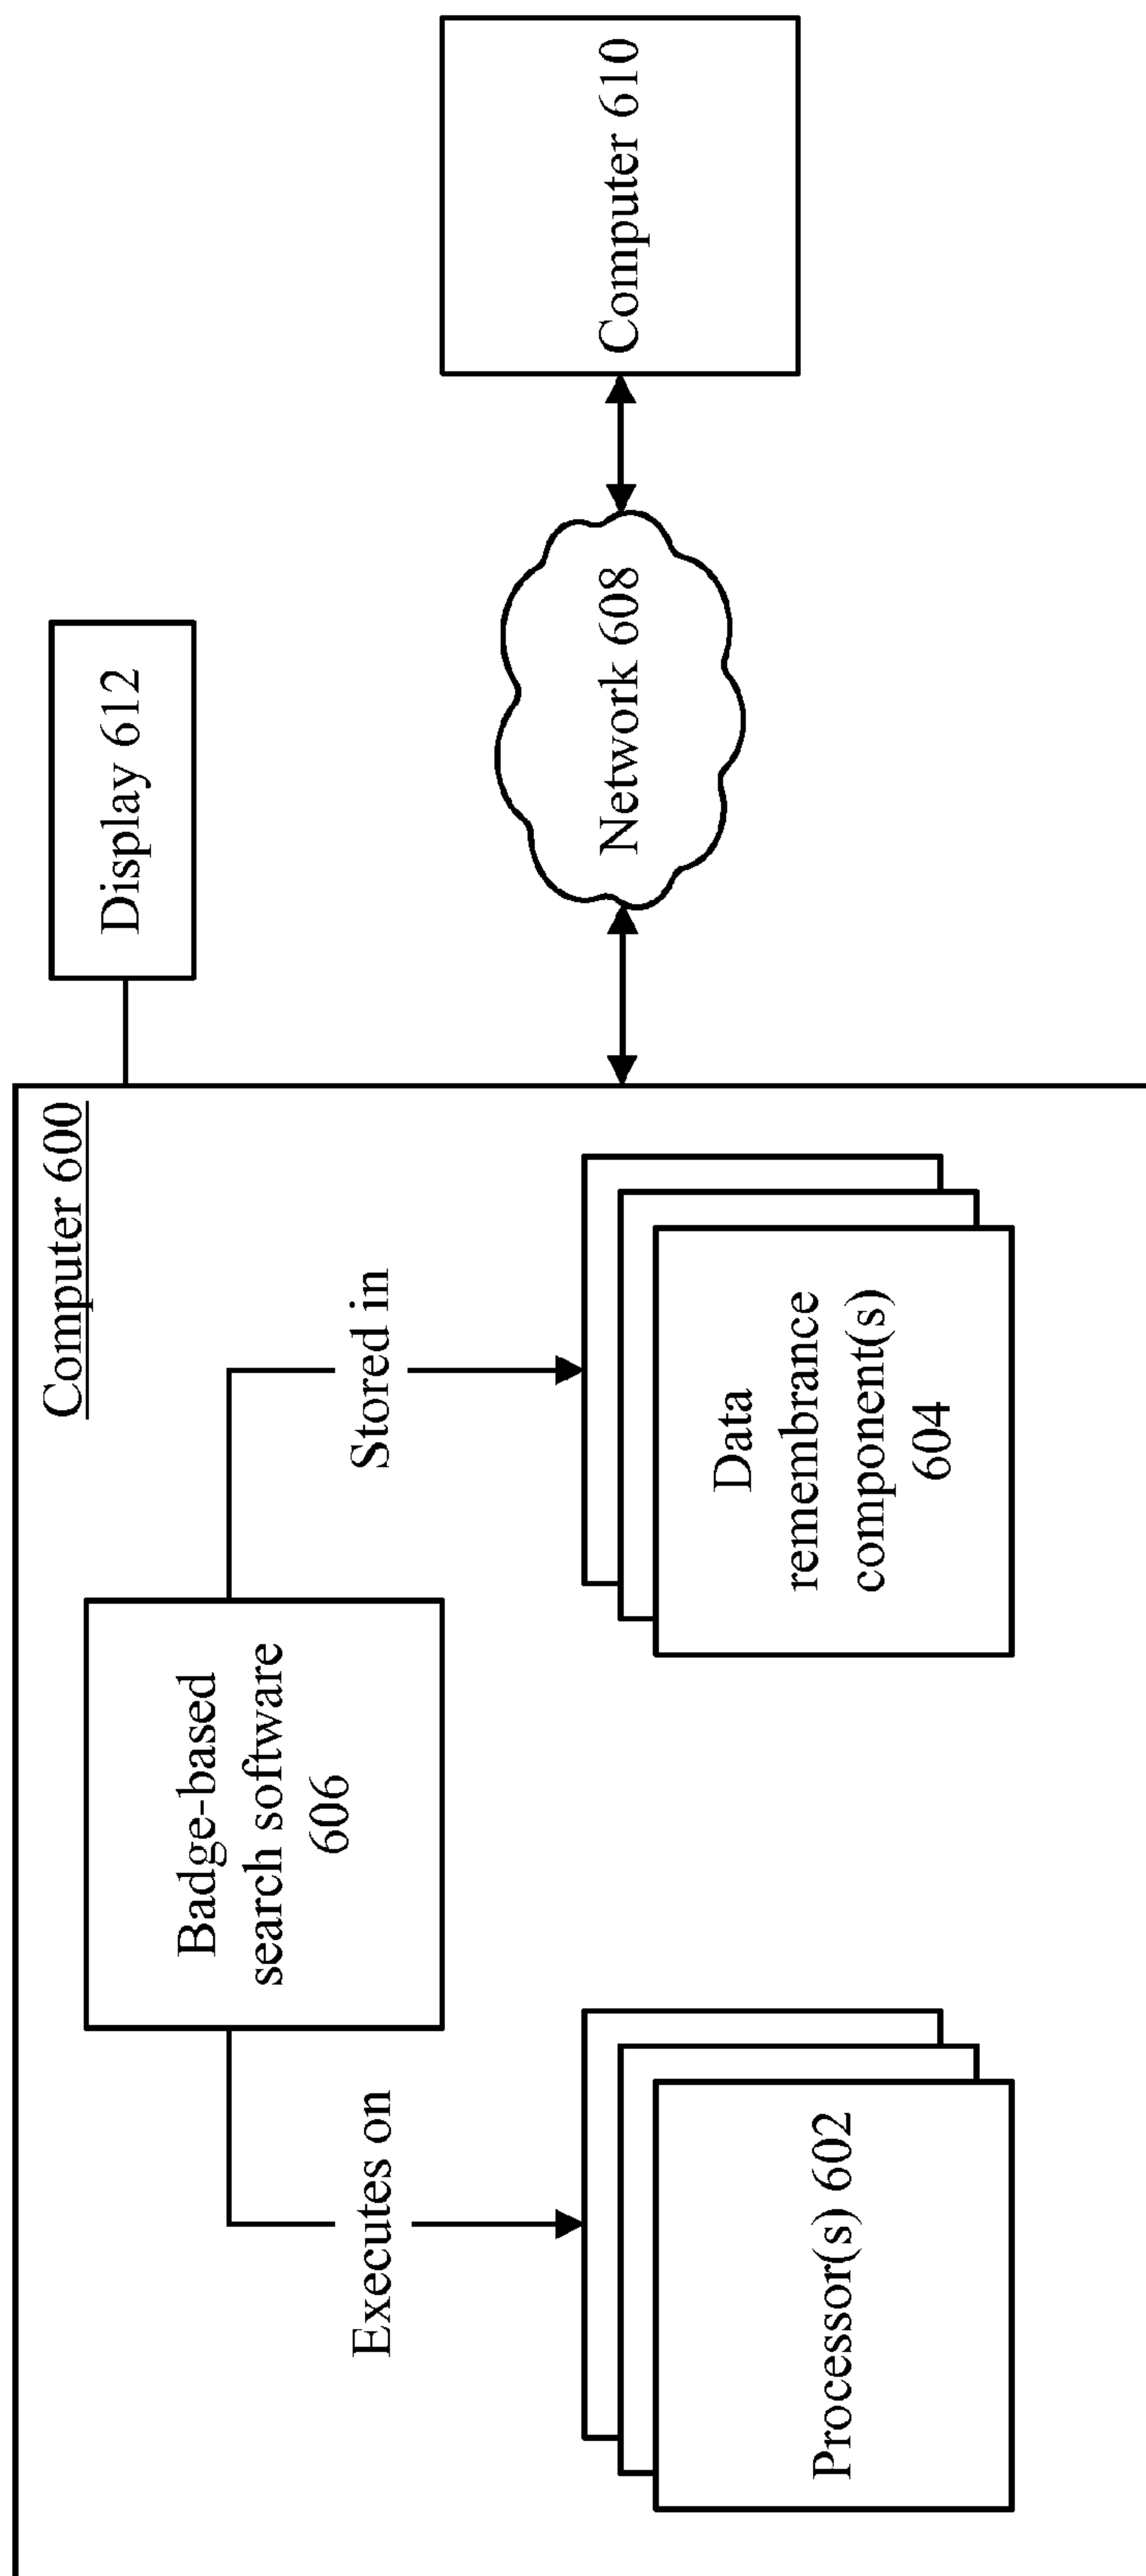 Computer 600
Badge-based
search software
606
Executes on
Stored in
Processor(s) 602
Data
remembrance
component(s)
604
Display 612
Network 608
Computer 610